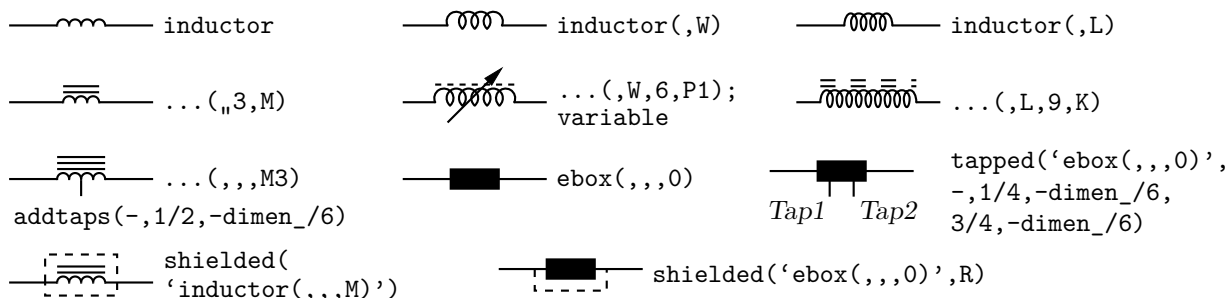 inductor
inductor(,W)
inductor(,L)
...(„3,M)
...(,W,6,P1);
variable
...(,L,9,K)
...(,,,M3)
addtaps(-,1/2,-dimen_/6)
ebox(,,,0)
Tap1 Tap2
tapped(‘ebox(,,,0)’,
-,1/4,-dimen_/6,
3/4,-dimen_/6)
shielded(
‘inductor(,,,M)’)
shielded(‘ebox(,,,0)’,R)